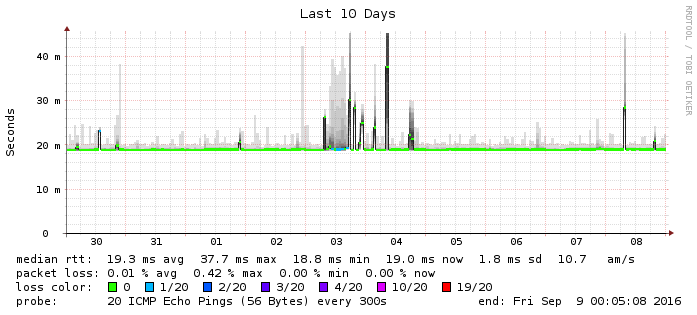 Last 10 Days
RRDTOOL / TOBI OETIKER
Seconds
40 m
30 m
20 m
10 m
0
30 31 01 02 03 04 05 06 07 08
median rtt: 19.3 ms avg 37.7 ms max 18.8 ms min 19.0 ms now 1.8 ms sd 10.7 am/s
packet loss: 0.01 % avg 0.42 % max 0.00 % min 0.00 % now
loss color: 0 1/20 2/20 3/20 4/20 10/20 19/20
probe: 20 ICMP Echo Pings (56 Bytes) every 300s end: Fri Sep 9 00:05:08 2016